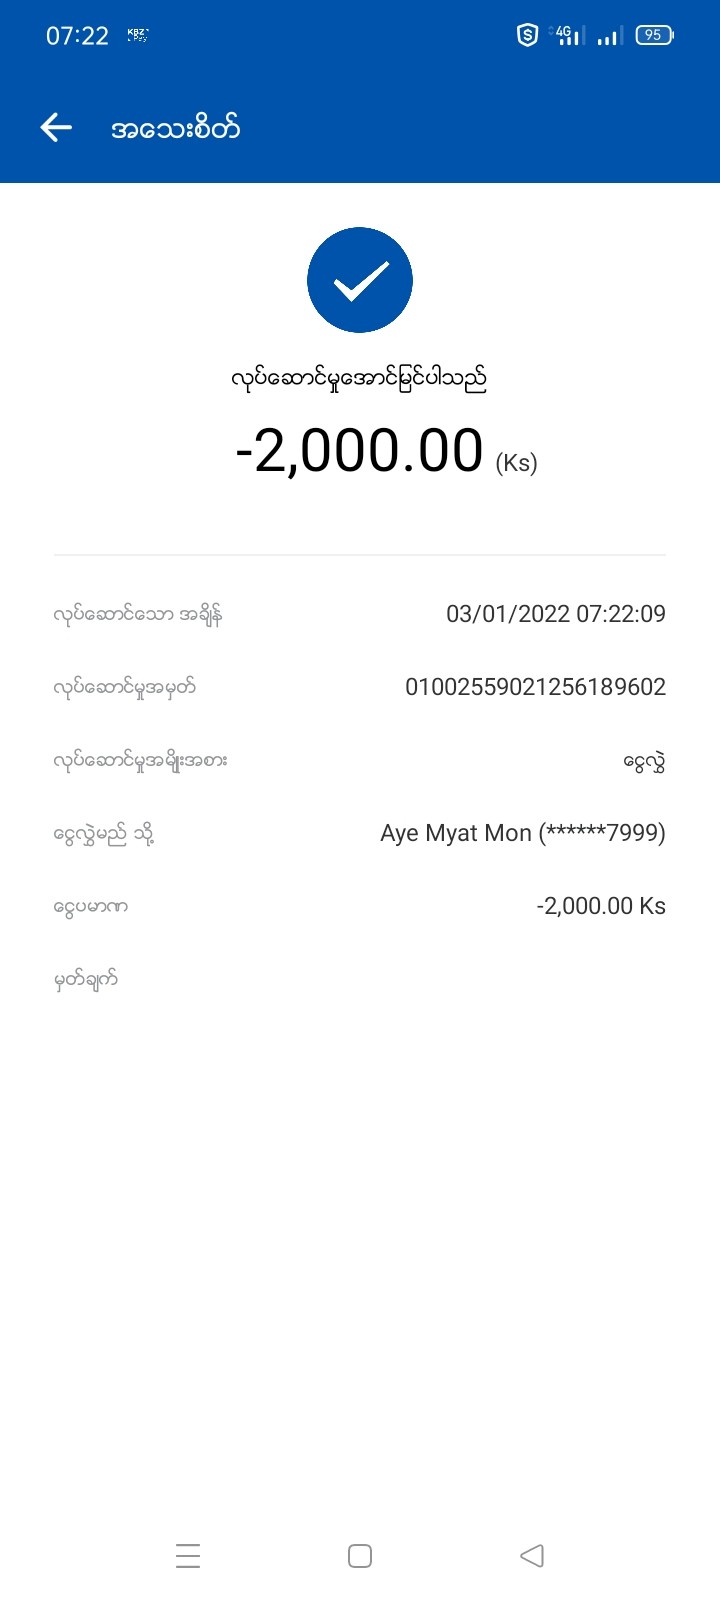 07:22 KBZ Pay 4G 95
အသေးစိတ်
လုပ်ဆောင်မှုအောင်မြင်ပါသည်
-2,000.00 (Ks)
လုပ်ဆောင်သော အချိန် 03/01/2022 07:22:09
လုပ်ဆောင်မှုအမှတ် 01002559021256189602
လုပ်ဆောင်မှုအမျိုးအစား ငွေလွှဲ
ငွေလွှဲမည် သို့ Aye Myat Mon (******7999)
ငွေပမာဏ -2,000.00 Ks
မှတ်ချက်